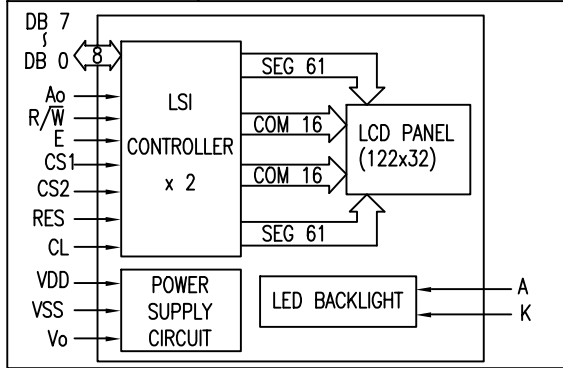 DB 7
~
DB 0
8
Ao
R/W̅
E
CS1
CS2
RES
CL
LSI
CONTROLLER
x 2
SEG 61
COM 16
COM 16
SEG 61
LCD PANEL
(122x32)
VDD
VSS
Vo
POWER
SUPPLY
CIRCUIT
LED BACKLIGHT
A
K